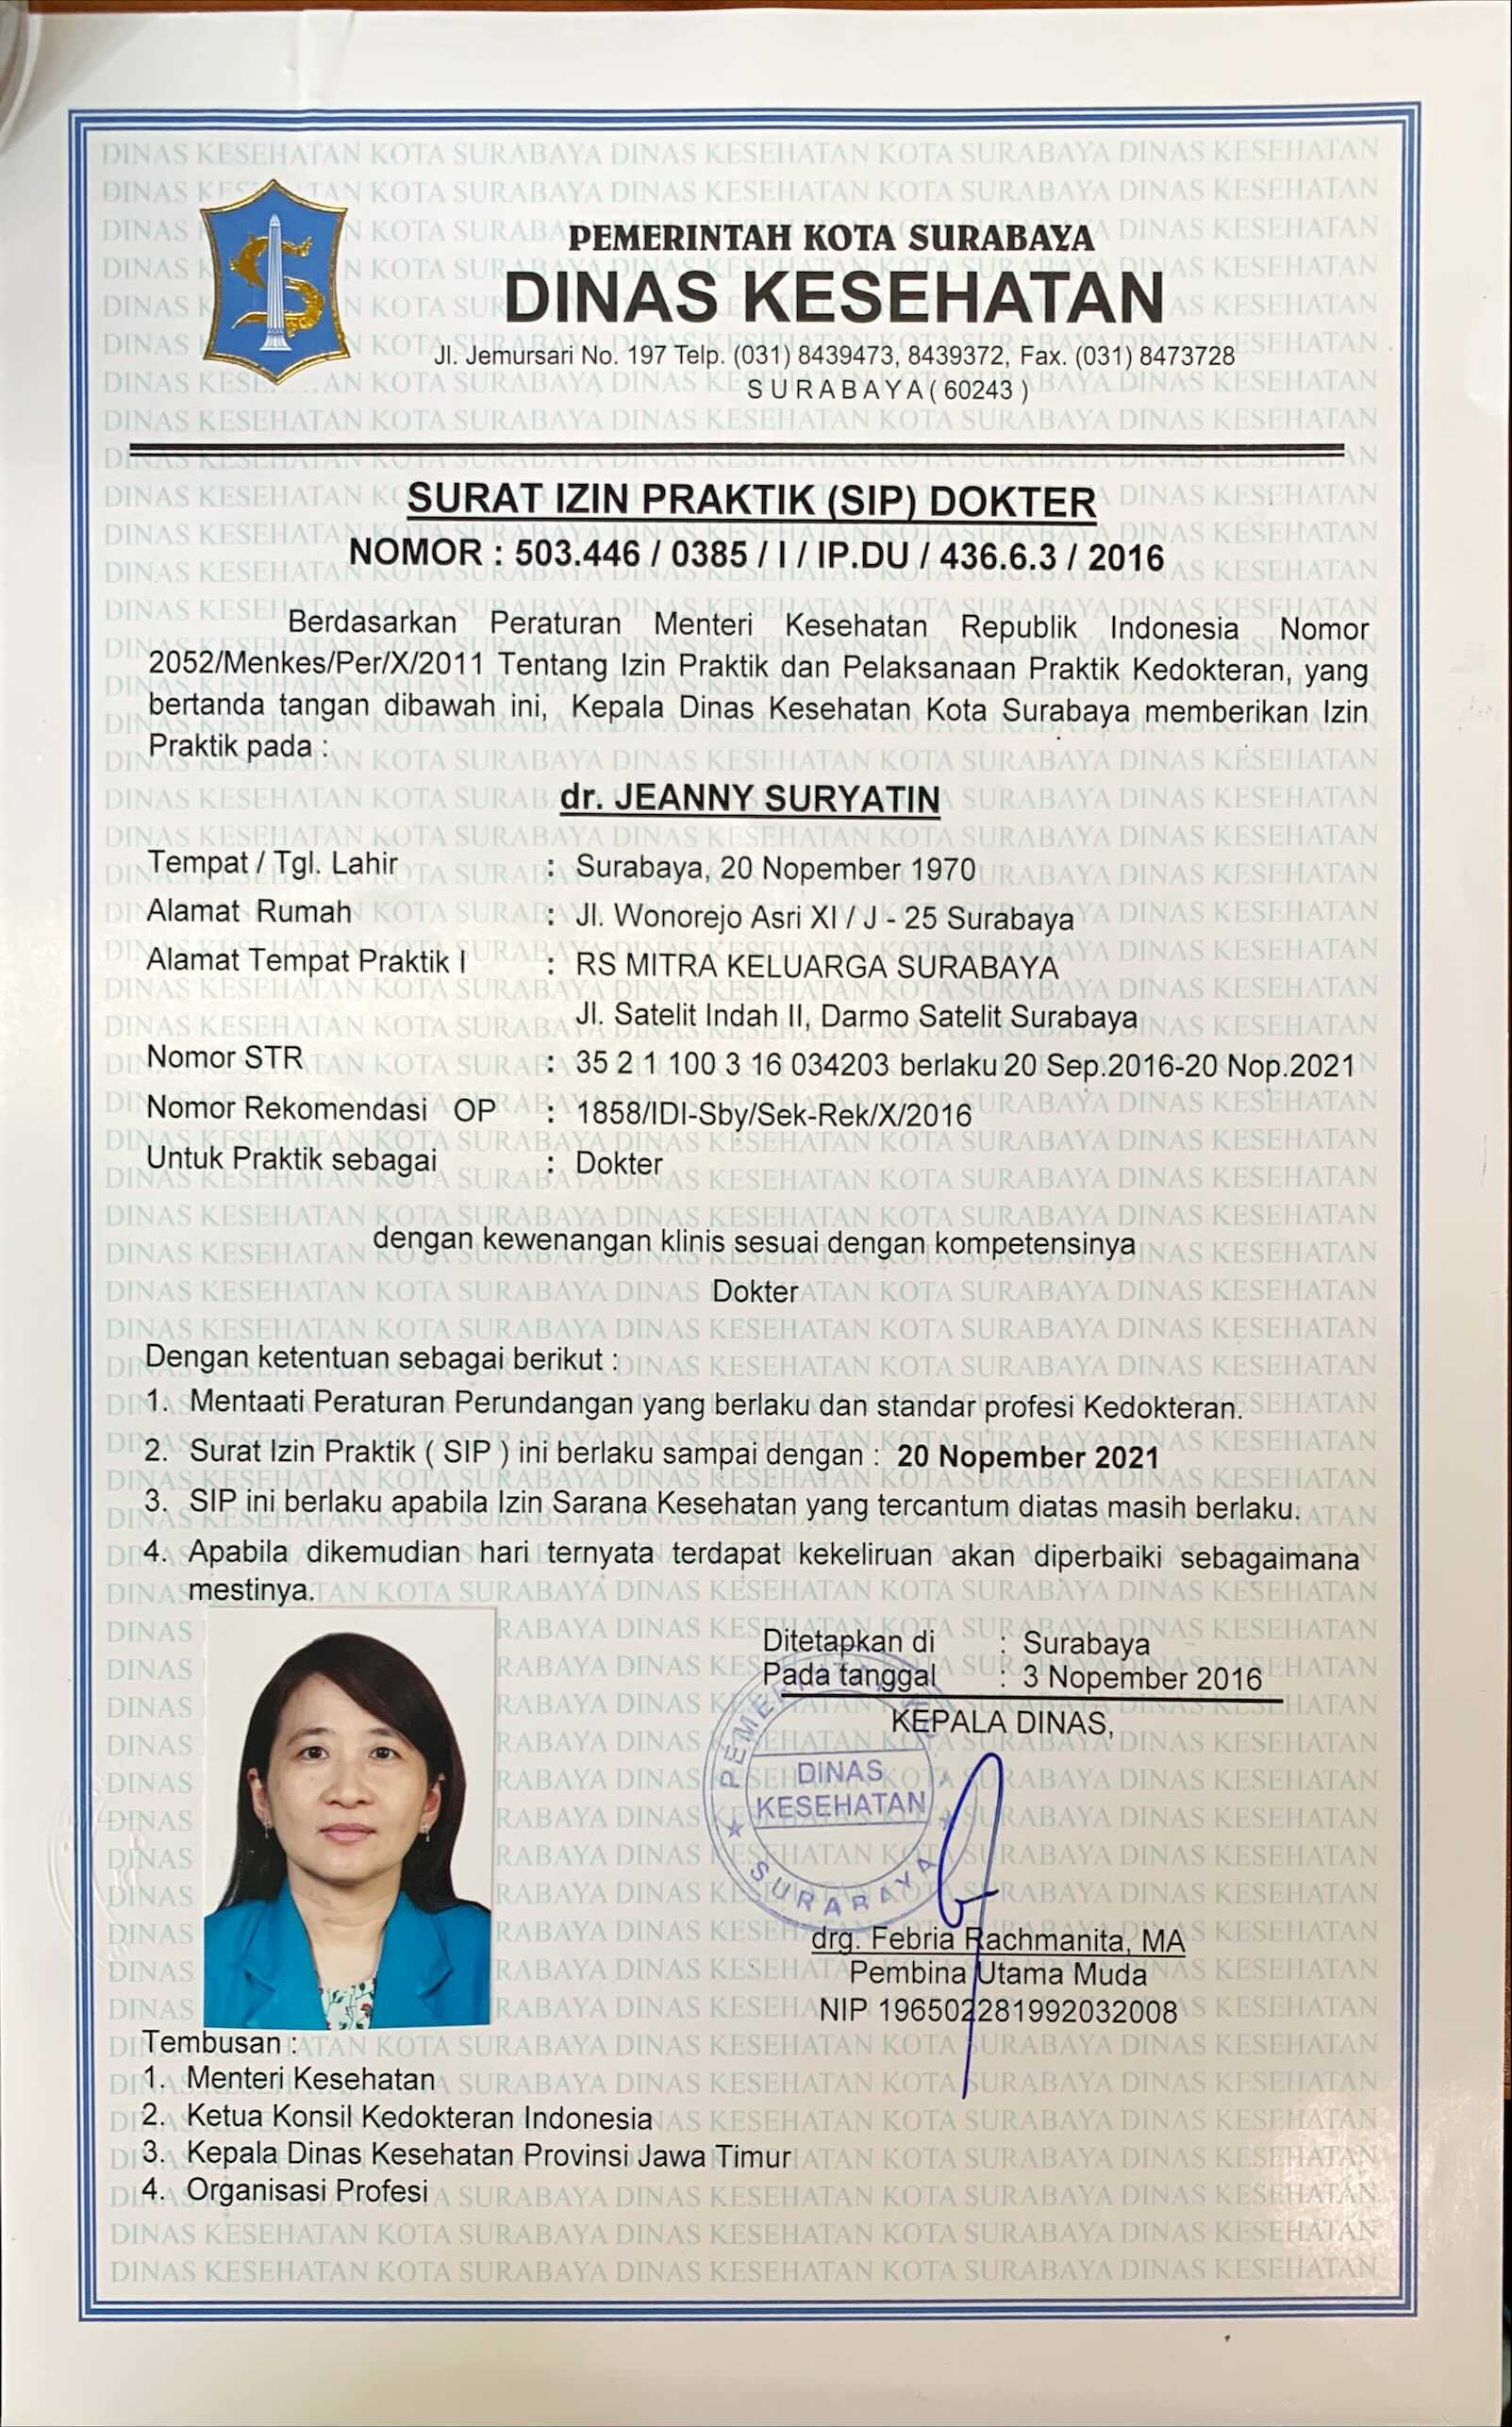 PEMERINTAH KOTA SURABAYA
DINAS KESEHATAN
Jl. Jemursari No. 197 Telp. (031) 8439473, 8439372, Fax. (031) 8473728
S U R A B A Y A ( 60243 )
SURAT IZIN PRAKTIK (SIP) DOKTER
NOMOR : 503.446 / 0385 / I / IP.DU / 436.6.3 / 2016
Berdasarkan Peraturan Menteri Kesehatan Republik Indonesia Nomor
2052/Menkes/Per/X/2011 Tentang Izin Praktik dan Pelaksanaan Praktik Kedokteran, yang
bertanda tangan dibawah ini, Kepala Dinas Kesehatan Kota Surabaya memberikan Izin
Praktik pada :
dr. JEANNY SURYATIN
Tempat / Tgl. Lahir : Surabaya, 20 Nopember 1970
Alamat Rumah : Jl. Wonorejo Asri XI / J - 25 Surabaya
Alamat Tempat Praktik I : RS MITRA KELUARGA SURABAYA
Jl. Satelit Indah II, Darmo Satelit Surabaya
Nomor STR : 35 2 1 100 3 16 034203 berlaku 20 Sep.2016-20 Nop.2021
Nomor Rekomendasi OP : 1858/IDI-Sby/Sek-Rek/X/2016
Untuk Praktik sebagai : Dokter
dengan kewenangan klinis sesuai dengan kompetensinya
Dokter
Dengan ketentuan sebagai berikut :
1. Mentaati Peraturan Perundangan yang berlaku dan standar profesi Kedokteran.
2. Surat Izin Praktik ( SIP ) ini berlaku sampai dengan : 20 Nopember 2021
3. SIP ini berlaku apabila Izin Sarana Kesehatan yang tercantum diatas masih berlaku.
4. Apabila dikemudian hari ternyata terdapat kekeliruan akan diperbaiki sebagaimana
mestinya.
Ditetapkan di : Surabaya
Pada tanggal : 3 Nopember 2016
KEPALA DINAS,
DINAS
KESEHATAN
SURABAYA
drg. Febria Rachmanita, MA
Pembina Utama Muda
NIP 196502281992032008
Tembusan :
1. Menteri Kesehatan
2. Ketua Konsil Kedokteran Indonesia
3. Kepala Dinas Kesehatan Provinsi Jawa Timur
4. Organisasi Profesi